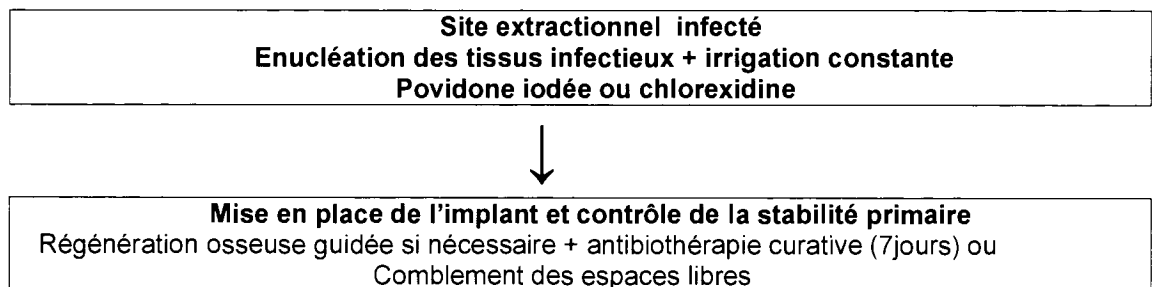 Site extractionnel infecté
Enucléation des tissus infectieux + irrigation constante
Povidone iodée ou chlorexidine
Mise en place de l'implant et contrôle de la stabilité primaire
Régénération osseuse guidée si nécessaire + antibiothérapie curative (7jours) ou
Comblement des espaces libres